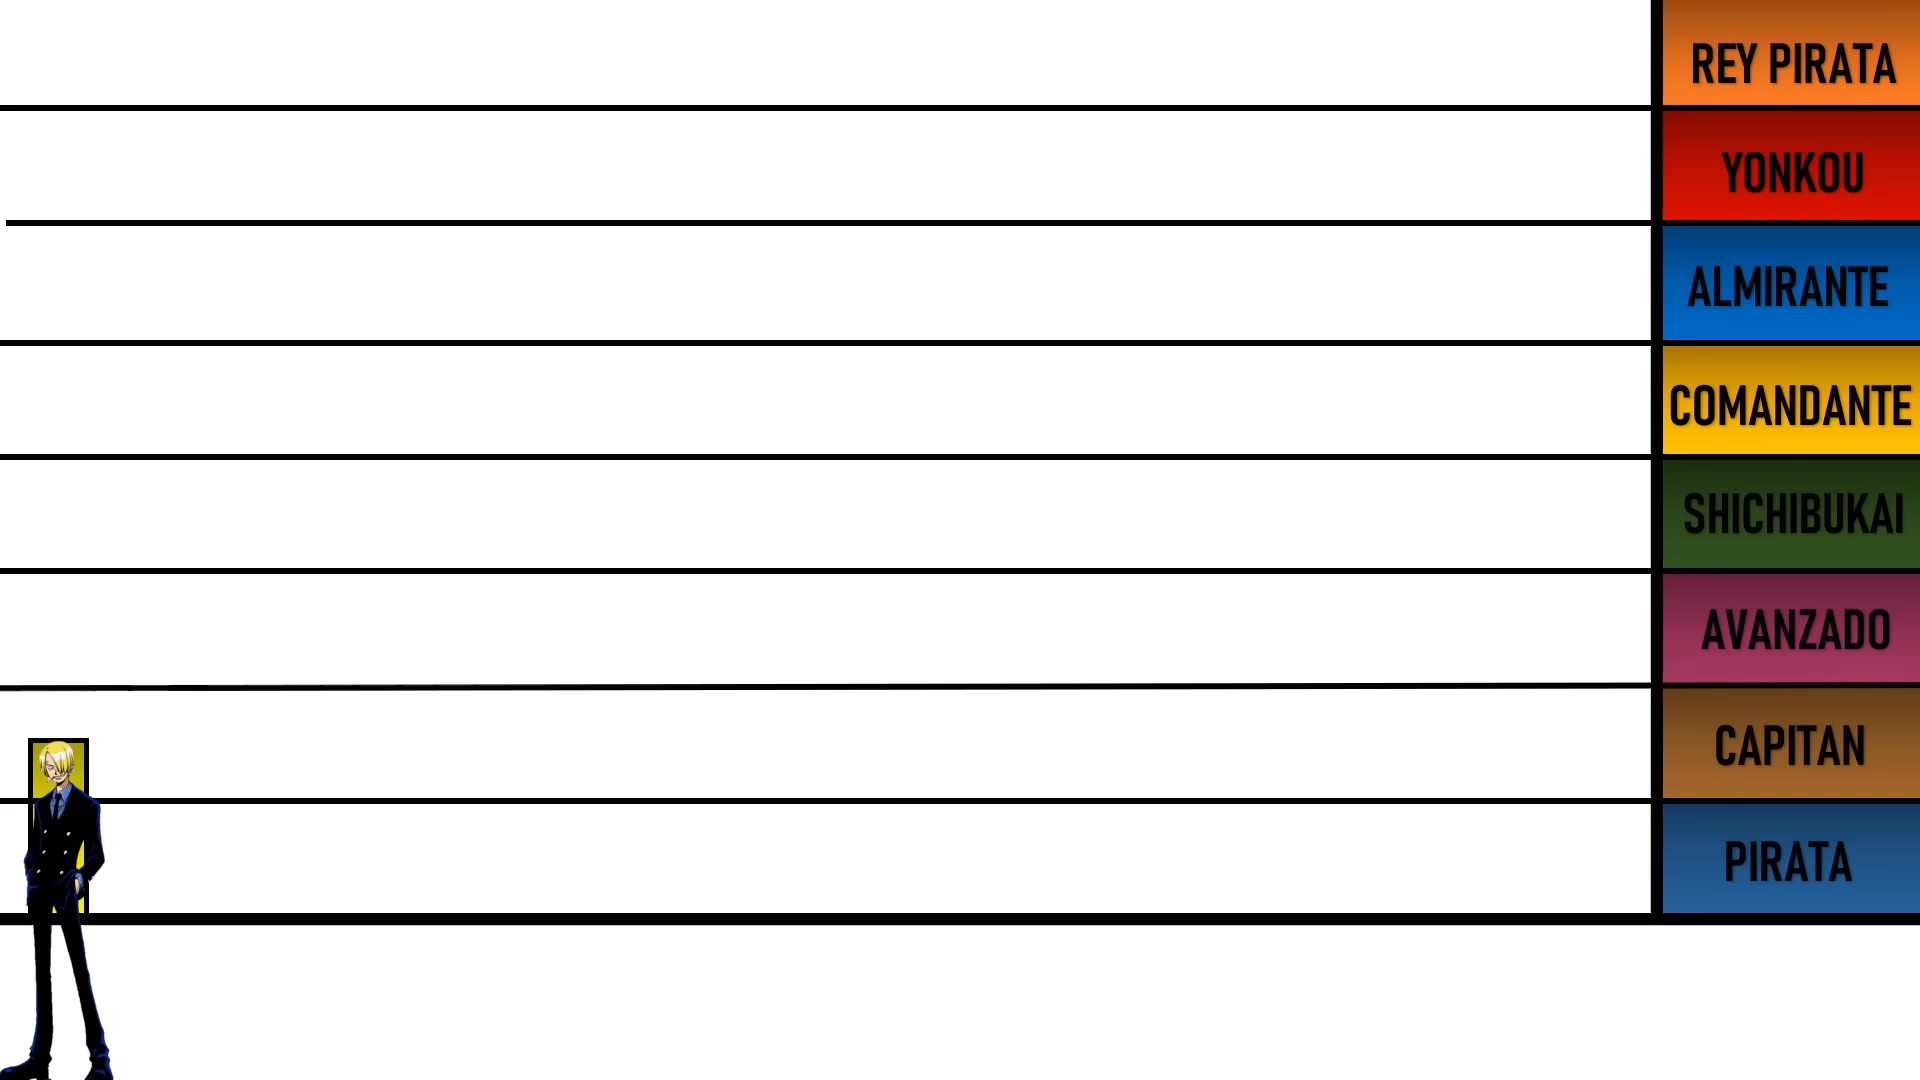 REY PIRATA
YONKOU
ALMIRANTE
COMANDANTE
SHICHIBUKAI
AVANZADO
CAPITAN
PIRATA